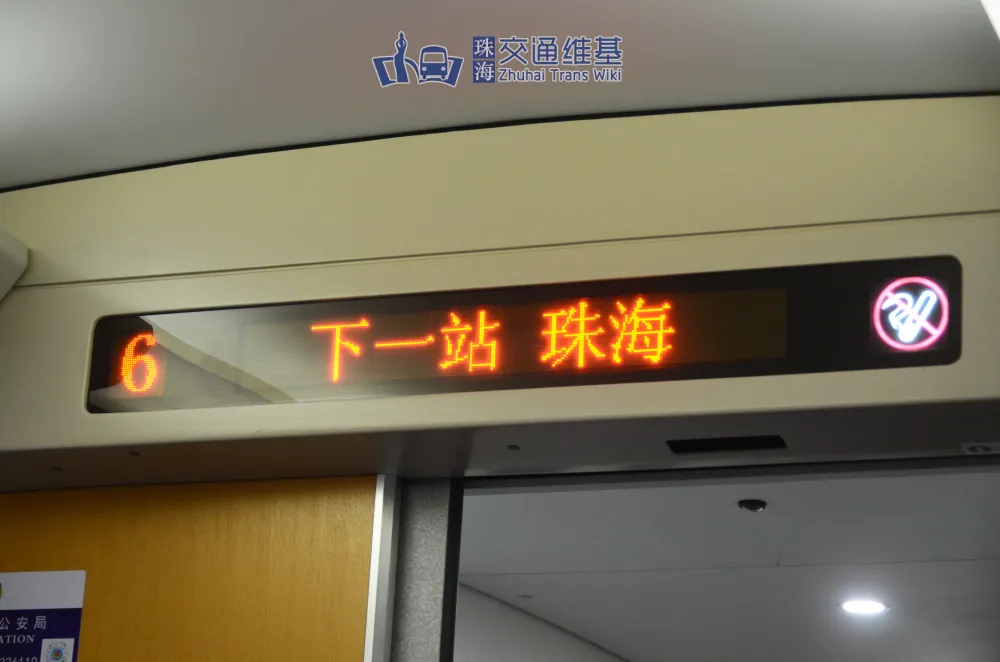 珠海 交通维基
Zhuhai Trans Wiki
6 下一站 珠海
公安局
ATION